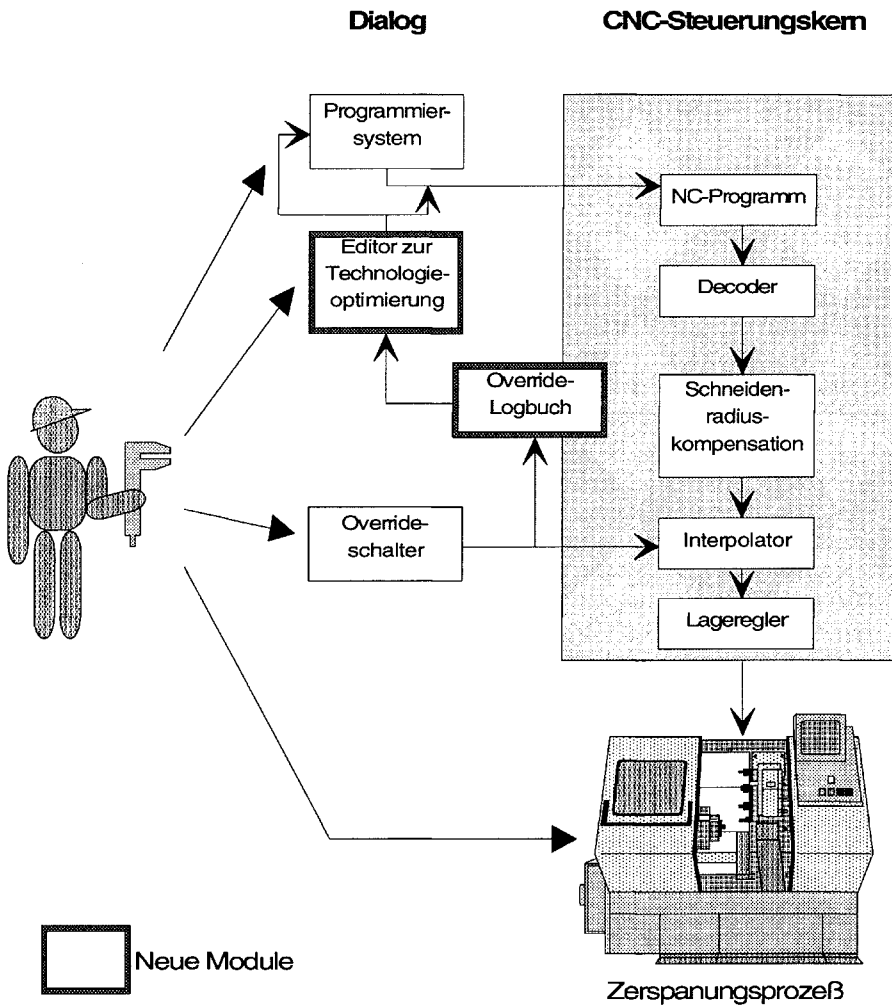 Dialog
CNC-Steuerungskern
Programmier-
system
NC-Programm
Editor zur
Technologie-
optimierung
Decoder
Override-
Logbuch
Schneiden-
radius-
kompensation
Override-
schalter
Interpolator
Lageregler
Neue Module
Zerspanungsprozeß